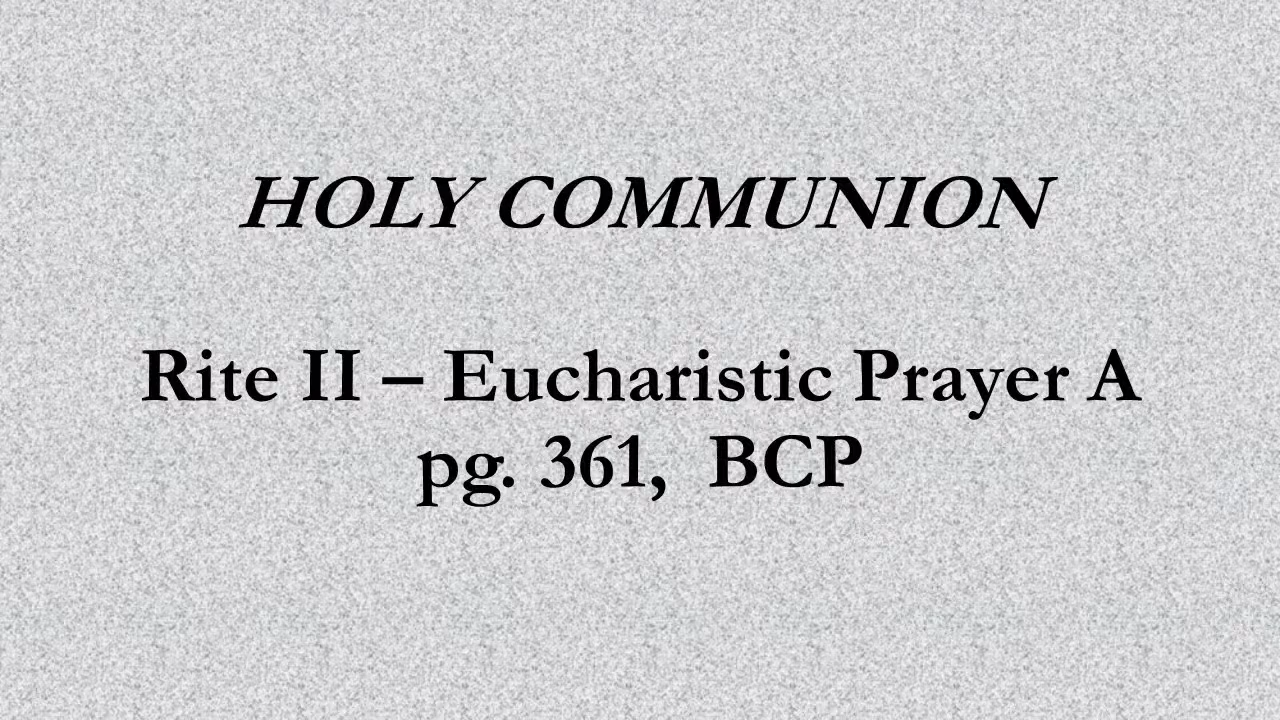 HOLY COMMUNION
Rite II – Eucharistic Prayer A
pg. 361, BCP